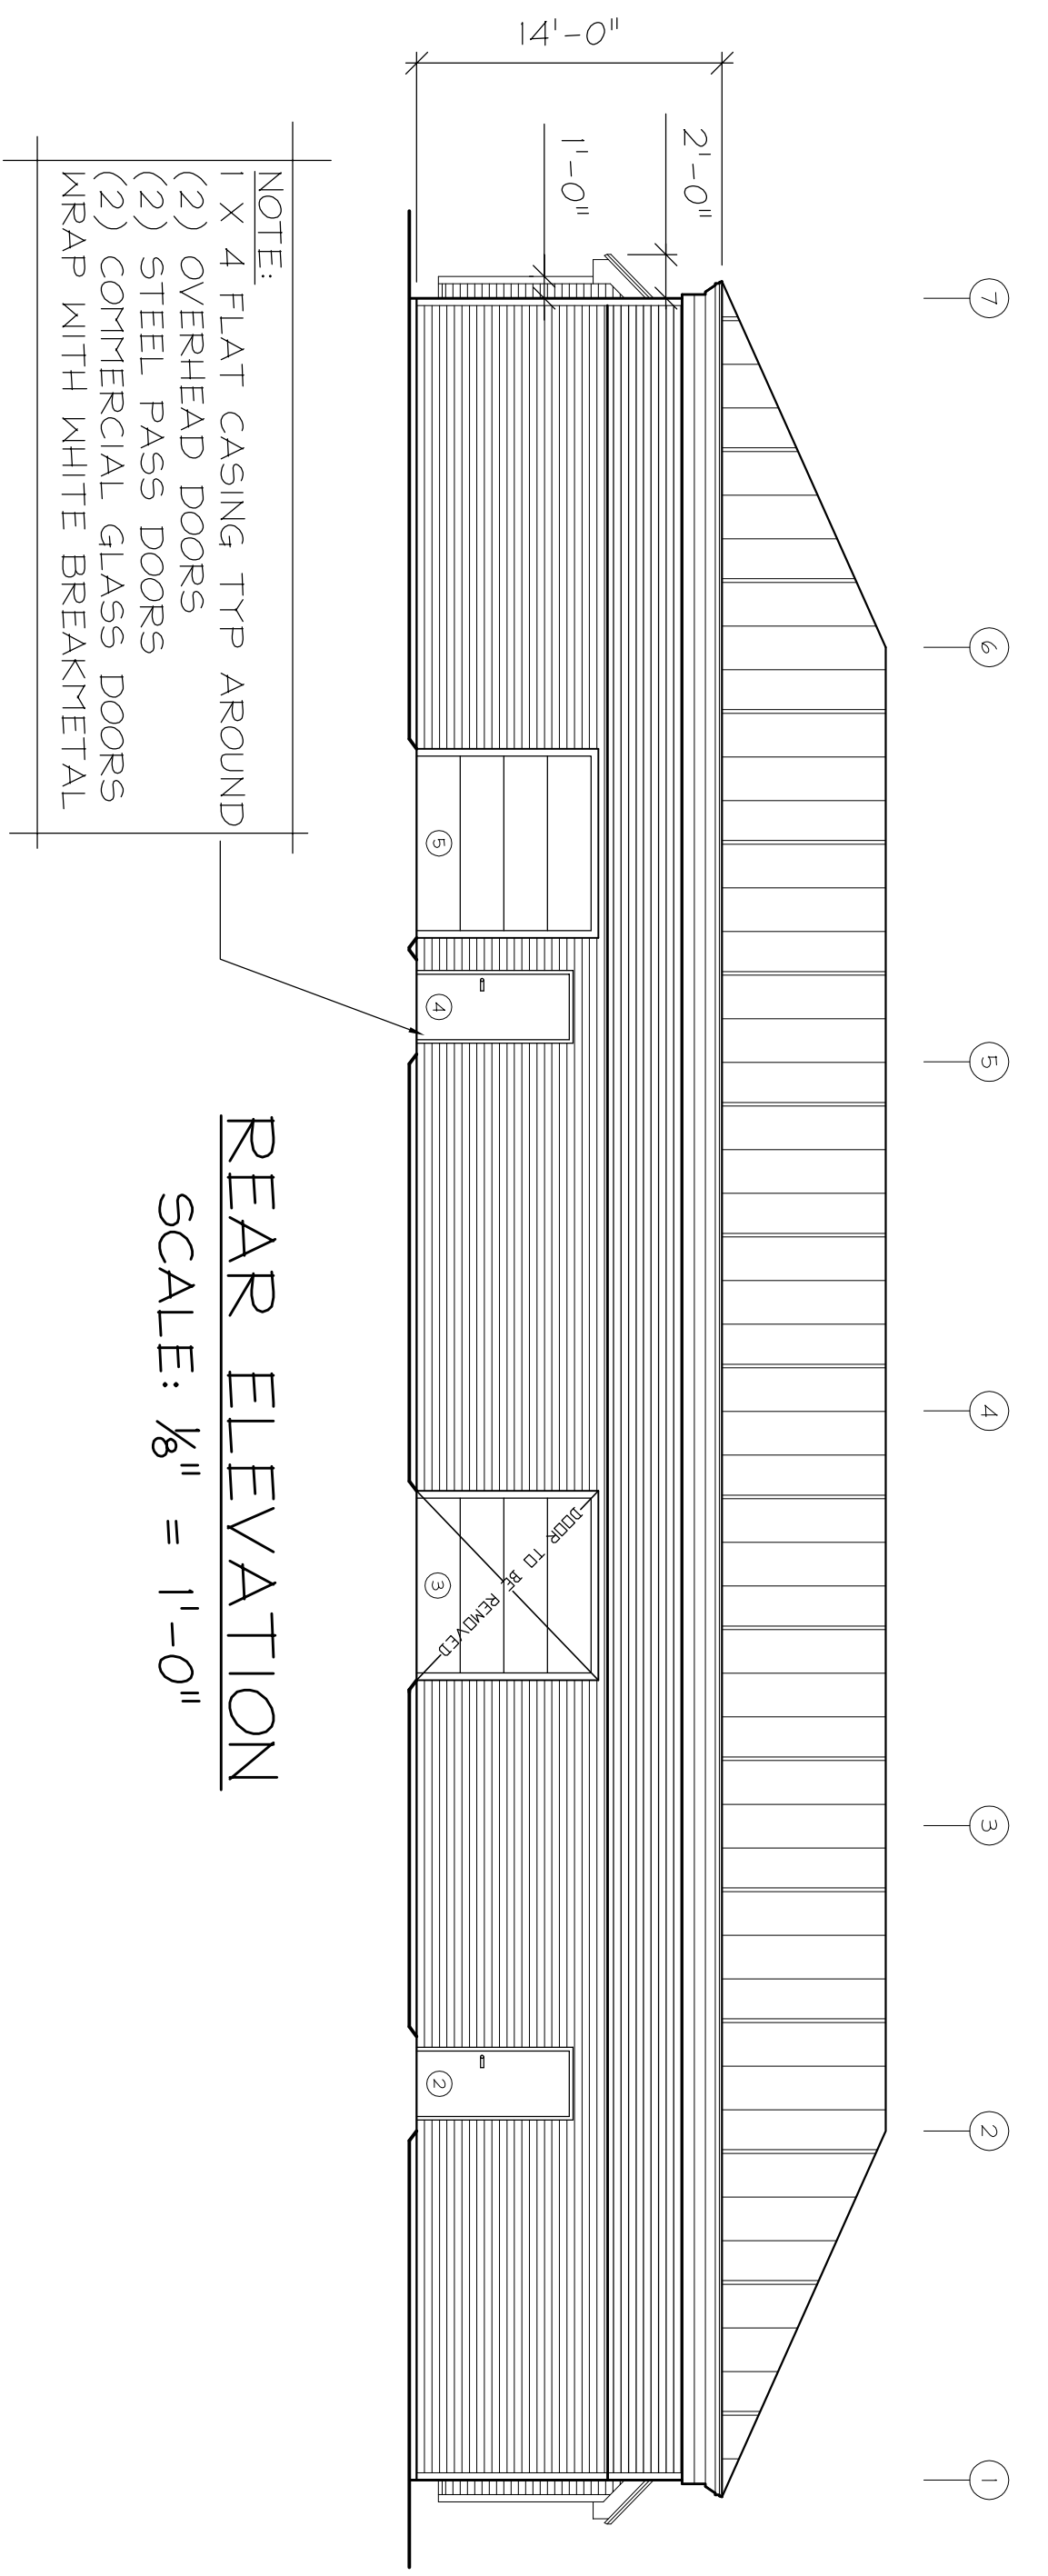 7
6
5
4
3
2
1
14'-0"
2'-0"
1'-0"
5
4
DOOR TO BE REMOVED
3
2
NOTE:
1 X 4 FLAT CASING TYP AROUND
(2) OVERHEAD DOORS
(2) STEEL PASS DOORS
(2) COMMERCIAL GLASS DOORS
WRAP WITH WHITE BREAKMETAL
REAR ELEVATION
SCALE: 1/8" = 1'-0"